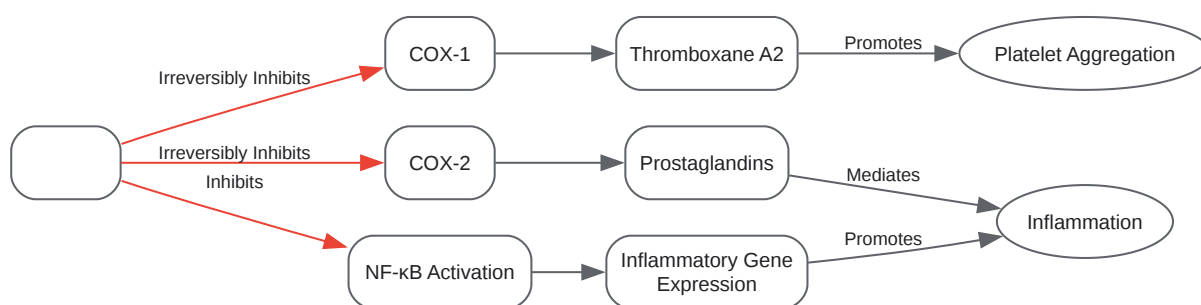 COX-1
Thromboxane A2
Promotes
Platelet Aggregation
Irreversibly Inhibits
Irreversibly Inhibits
COX-2
Prostaglandins
Mediates
Inhibits
Inflammation
NF-κB Activation
Inflammatory Gene
Expression
Promotes